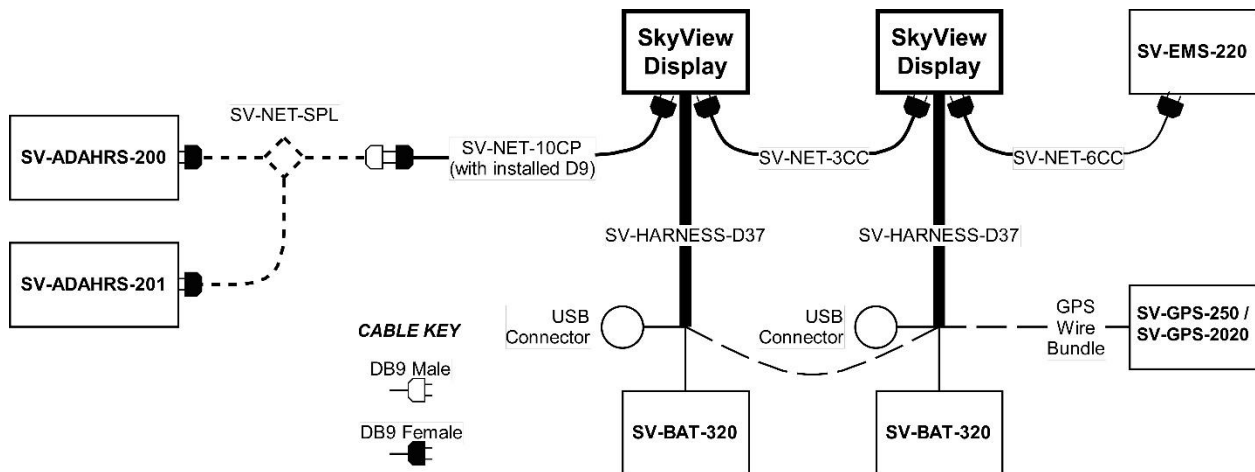 SkyView
Display
SkyView
Display
SV-EMS-220
SV-NET-SPL
SV-ADAHRS-200
SV-NET-10CP
(with installed D9)
SV-NET-3CC
SV-NET-6CC
SV-HARNESS-D37
SV-HARNESS-D37
SV-ADAHRS-201
CABLE KEY
DB9 Male
DB9 Female
USB
Connector
USB
Connector
GPS
Wire
Bundle
SV-GPS-250 /
SV-GPS-2020
SV-BAT-320
SV-BAT-320